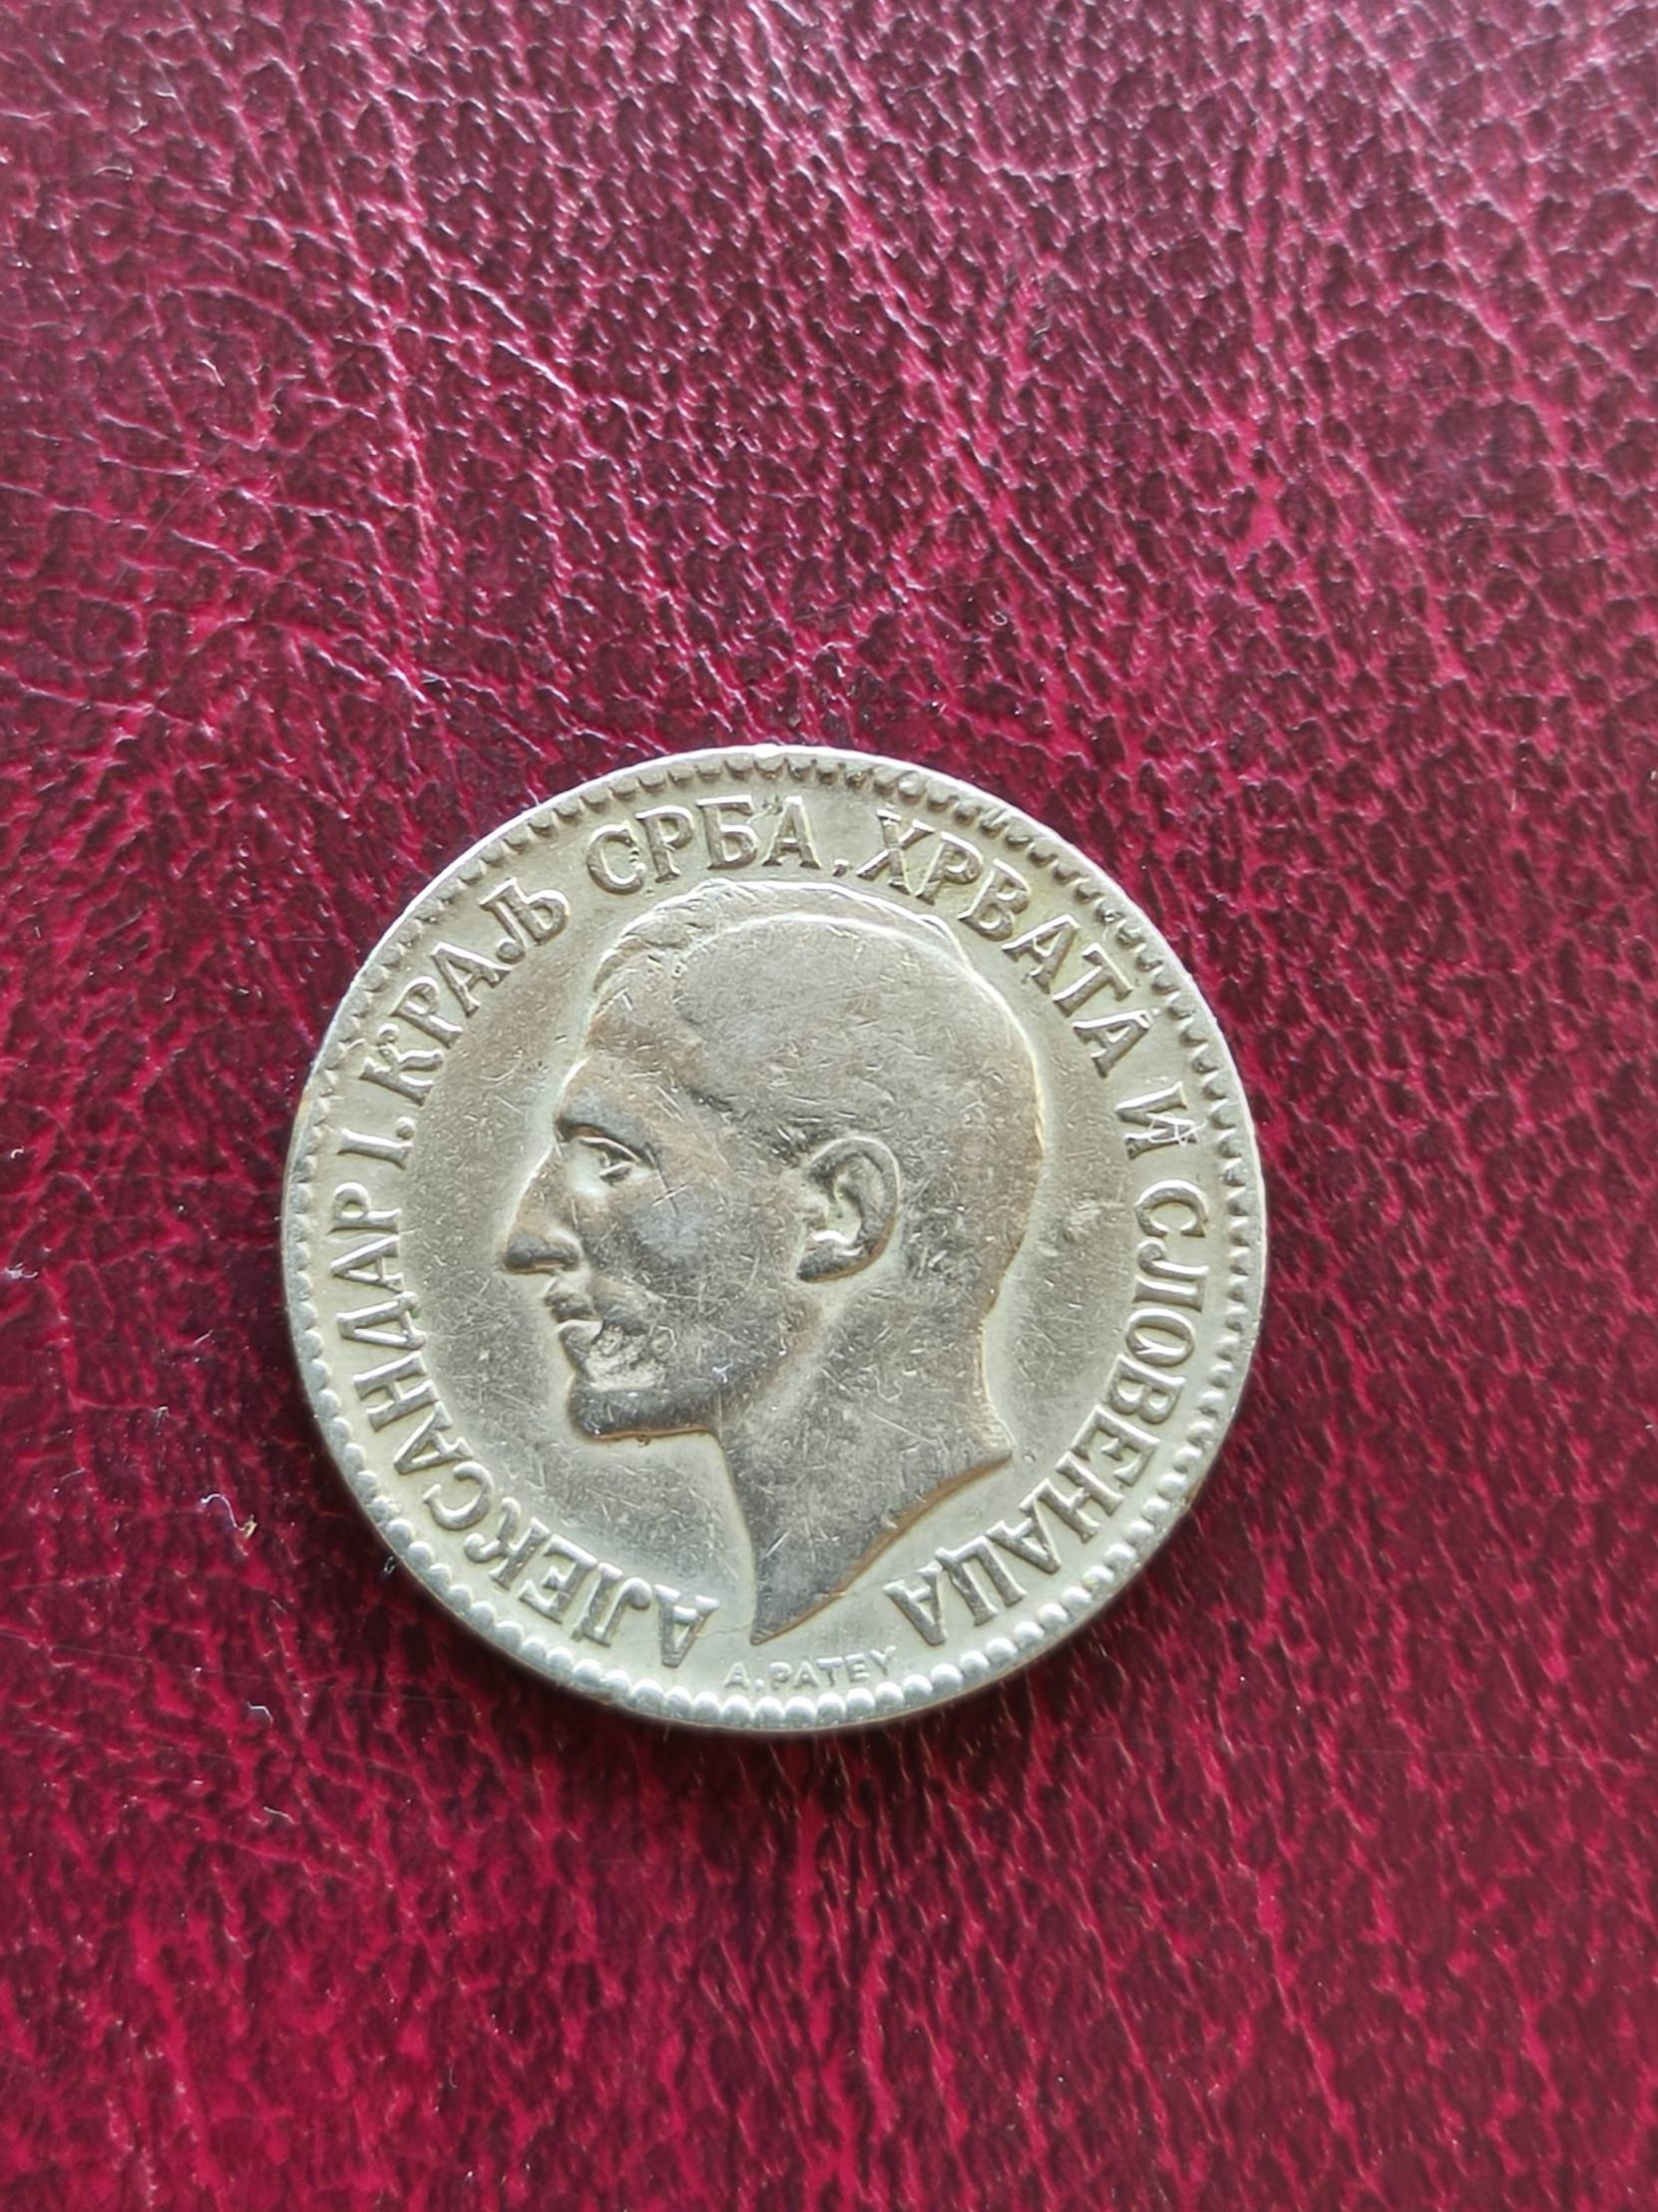 АЛЕКСАНДАР I. КРАЉ СРБА, ХРВАТА И СЛОВЕНАЦА
A. PATEY